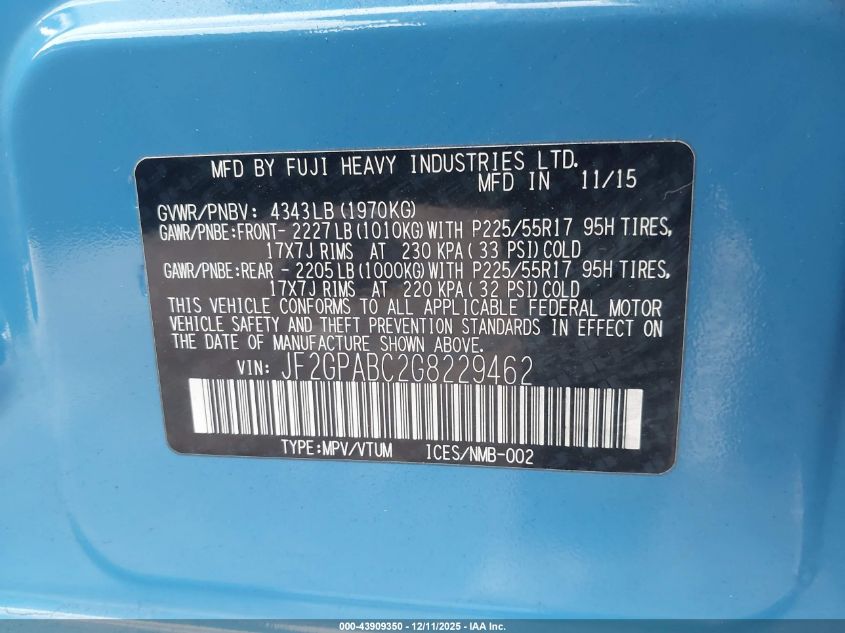 MFD BY FUJI HEAVY INDUSTRIES LTD.
MFD IN 11/15
GVWR/PNBV: 4343LB (1970KG)
GAWR/PNBE:FRONT- 2227LB (1010KG) WITH P225/55R17 95H TIRES,
17X7J RIMS AT 230 KPA ( 33 PSI) COLD
GAWR/PNBE:REAR - 2205LB (1000KG) WITH P225/55R17 95H TIRES,
17X7J RIMS AT 220 KPA ( 32 PSI) COLD
THIS VEHICLE CONFORMS TO ALL APPLICABLE FEDERAL MOTOR
VEHICLE SAFETY AND THEFT PREVENTION STANDARDS IN EFFECT ON
THE DATE OF MANUFACTURE SHOWN ABOVE.
VIN: JF2GPABC2G8229462
TYPE:MPV/VTUM ICES/NMB-002
000-43909350 - 12/11/2025 - IAA Inc.